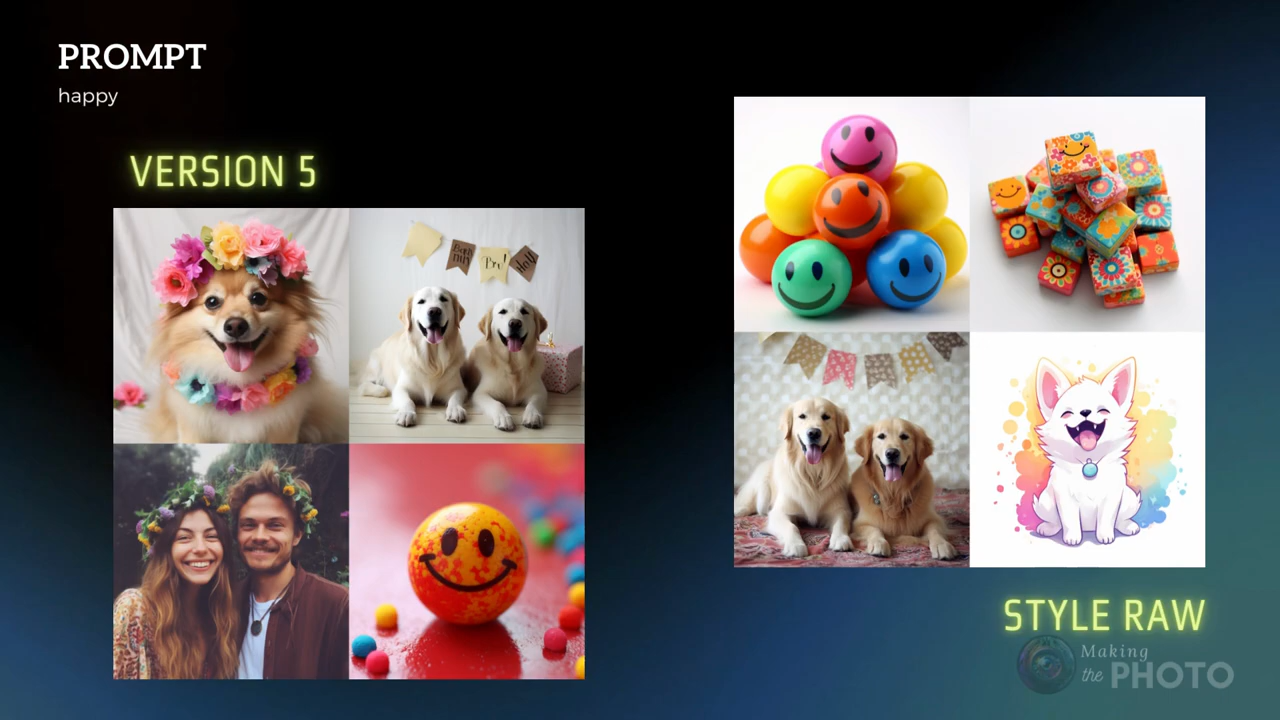 PROMPT
happy
VERSION 5
STYLE RAW
Making
the PHOTO